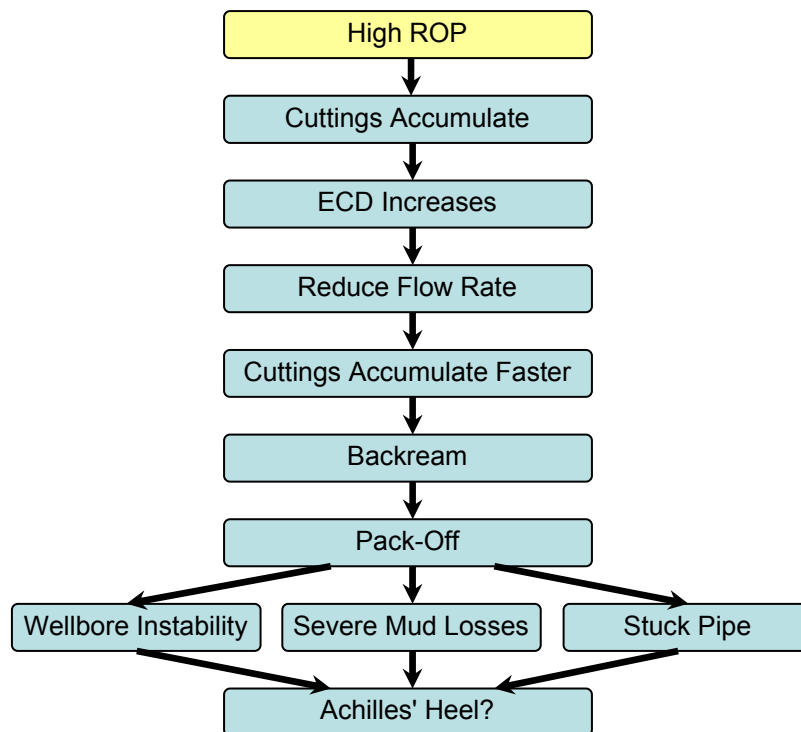 High ROP
Cuttings Accumulate
ECD Increases
Reduce Flow Rate
Cuttings Accumulate Faster
Backream
Pack-Off
Wellbore Instability
Severe Mud Losses
Stuck Pipe
Achilles' Heel?